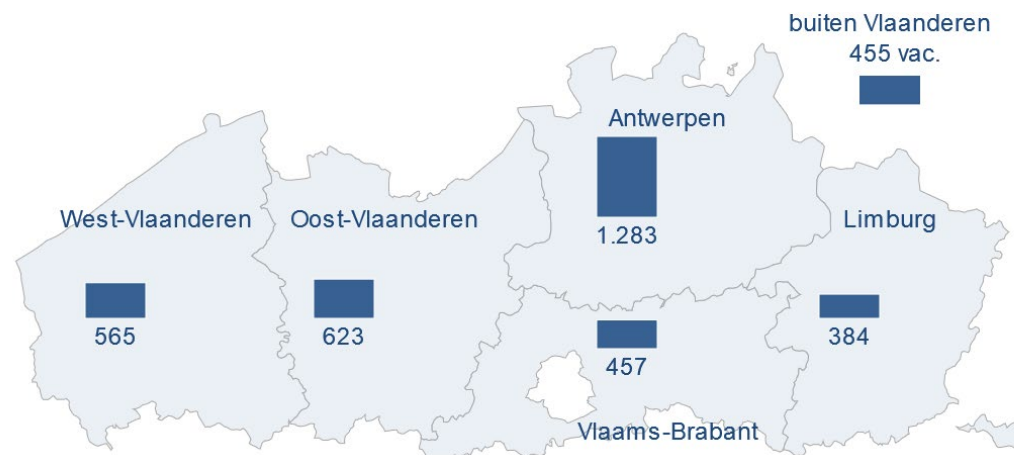 buiten Vlaanderen
455 vac.
Antwerpen
1.283
West-Vlaanderen
565
Oost-Vlaanderen
623
Limburg
384
457
Vlaams-Brabant